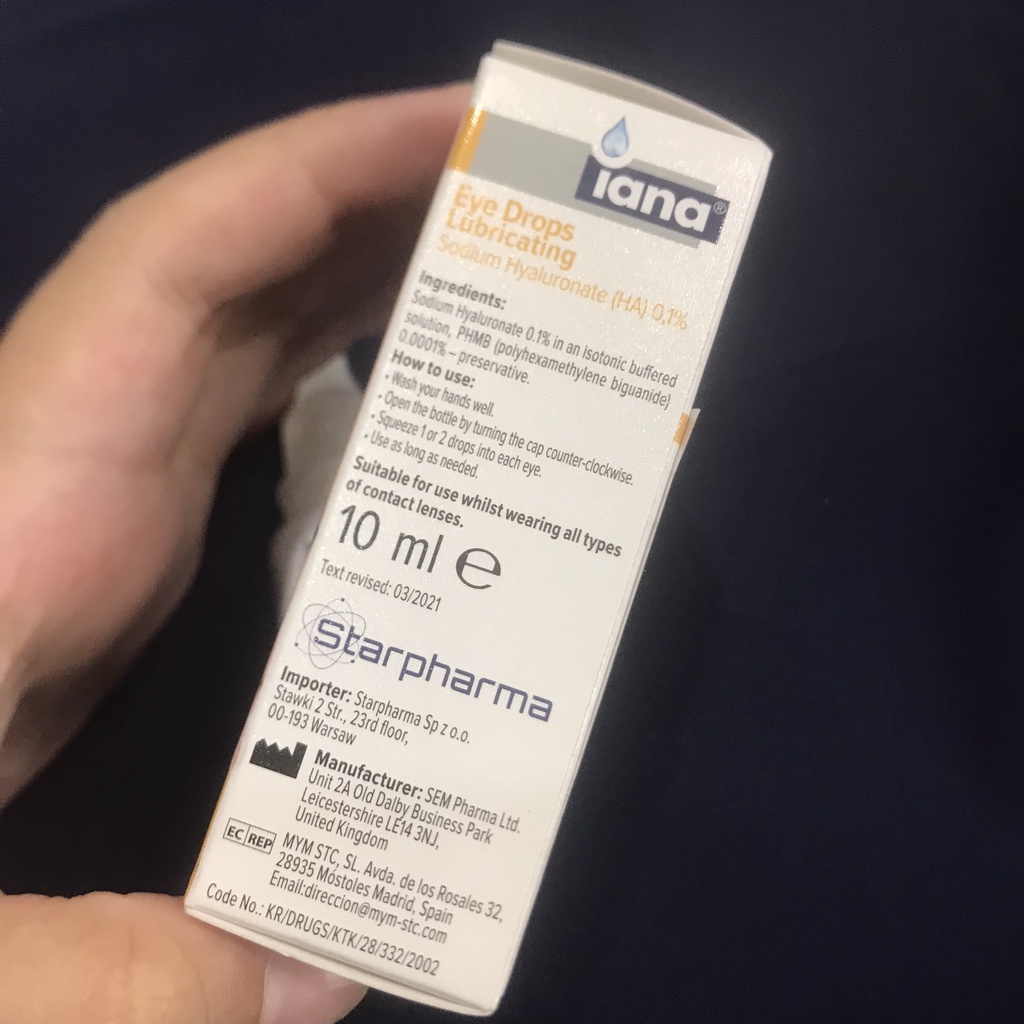 iana®
Eye Drops
Lubricating
Sodium Hyaluronate (HA) 0,1%
Ingredients:
Sodium Hyaluronate 0.1% in an isotonic buffered
solution, PHMB (polyhexamethylene biguanide)
0.0001% – preservative.
How to use:
• Wash your hands well.
• Open the bottle by turning the cap counter-clockwise.
• Squeeze 1 or 2 drops into each eye.
• Use as long as needed.
Suitable for use whilst wearing all types
of contact lenses.
10 ml ℮
Text revised: 03/2021
Starpharma
Importer: Starpharma Sp z o.o.
Stawki 2 Str., 23rd floor,
00-193 Warsaw
Manufacturer: SEM Pharma Ltd.
Unit 2A Old Dalby Business Park
Leicestershire LE14 3NJ,
United Kingdom
EC REP
MYM STC, SL. Avda. de los Rosales 32,
28935 Móstoles Madrid, Spain
Email:direccion@mym-stc.com
Code No.: KR/DRUGS/KTK/28/332/2002